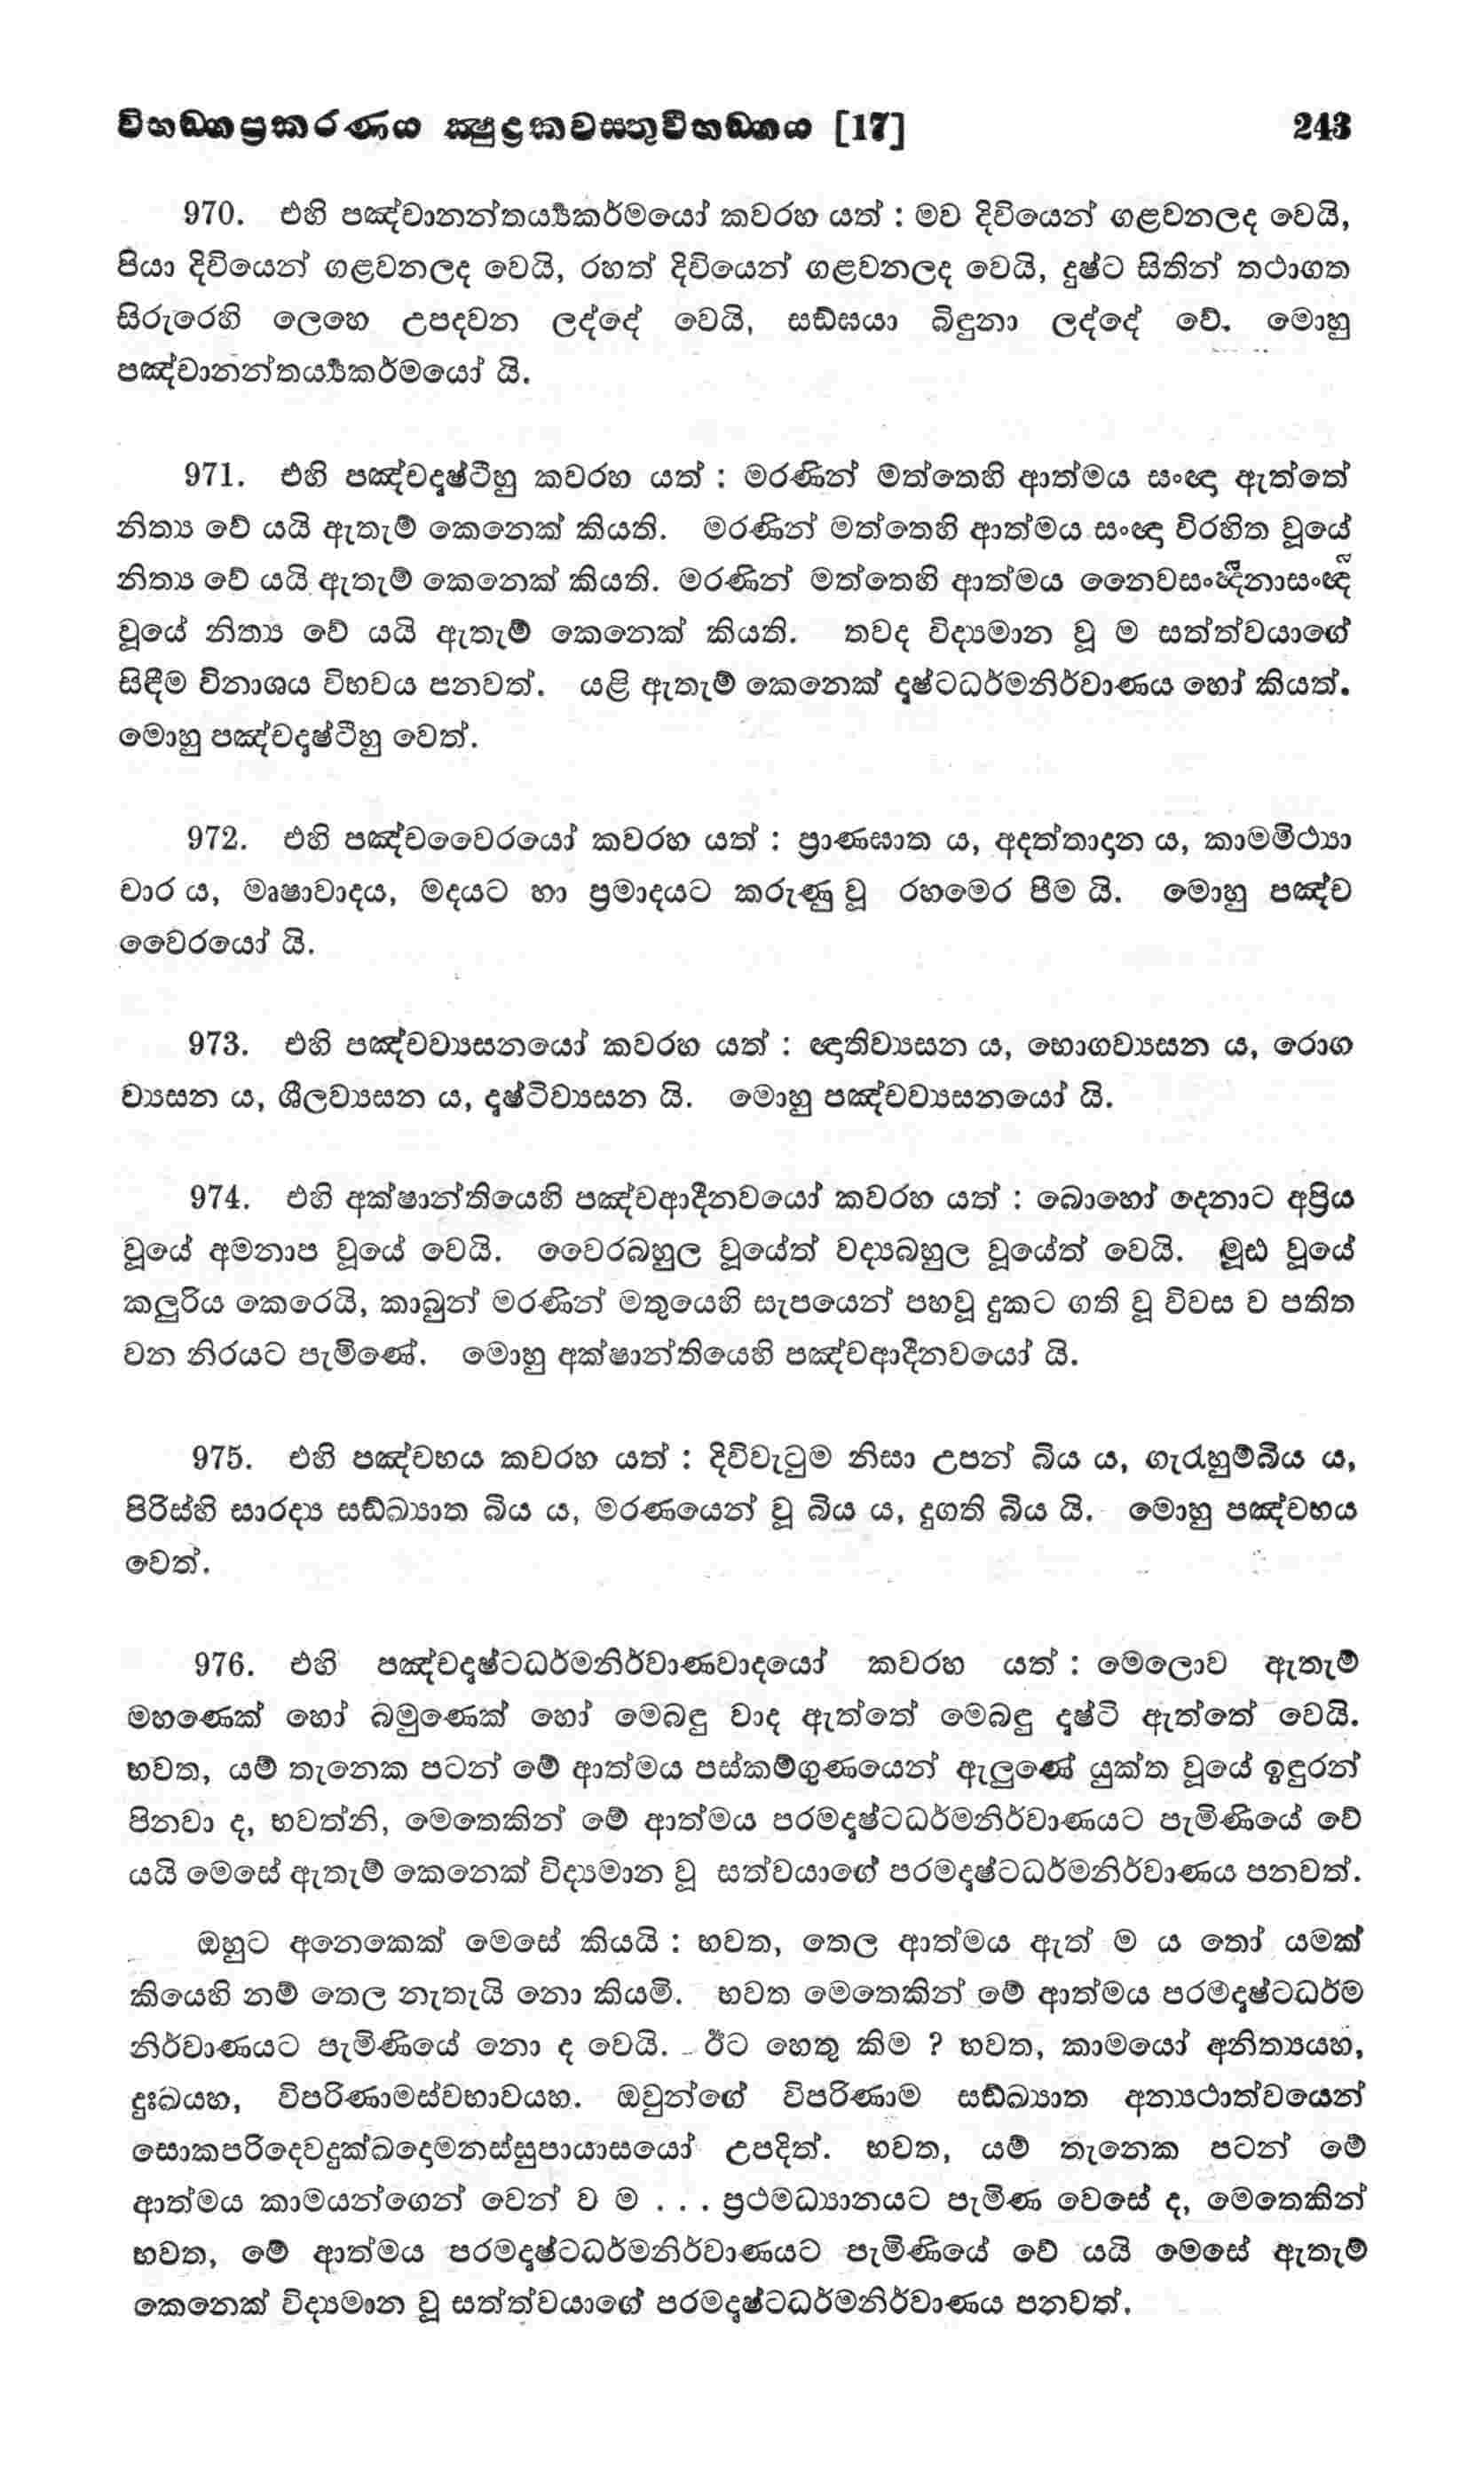 විභඞ්ගප්‍රකරණය ක්‍ෂුද්‍රකවස්තුවිභඞ්ගය [17] 243
970. එහි පඤ්චානන්තර්‍ය්‍යකර්මයෝ කවරහ යත් : මව දිවියෙන් ගළවනලද වෙයි,
පියා දිවියෙන් ගළවනලද වෙයි, රහත් දිවියෙන් ගළවනලද වෙයි, දුෂ්ට සිතින් තථාගත
සිරුරෙහි ලෙහෙ උපදවන ලද්දේ වෙයි, සඞ්ඝයා බිඳුනා ලද්දේ වේ. මොහු
පඤ්චානන්තර්‍ය්‍යකර්මයෝ යි.
971. එහි පඤ්චදෘෂ්ටීහු කවරහ යත් : මරණින් මත්තෙහි ආත්මය සංඥා ඇත්තේ
නිත්‍ය වේ යයි ඇතැම් කෙනෙක් කියති. මරණින් මත්තෙහි ආත්මය සංඥා විරහිත වූයේ
නිත්‍ය වේ යයි ඇතැම් කෙනෙක් කියති. මරණින් මත්තෙහි ආත්මය නෛවසංඥීනාසංඥී
වූයේ නිත්‍ය වේ යයි ඇතැම් කෙනෙක් කියති. තවද විද්‍යමාන වූ ම සත්ත්වයාගේ
සිඳීම විනාශය විභවය පනවත්. යළි ඇතැම් කෙනෙක් දෘෂ්ටධර්මනිර්වාණය හෝ කියත්.
මොහු පඤ්චදෘෂ්ටීහු වෙත්.
972. එහි පඤ්චවෛරයෝ කවරහ යත් : ප්‍රාණඝාත ය, අදත්තාදාන ය, කාමමිථ්‍යා
චාර ය, මෘෂාවාදය, මදයට හා ප්‍රමාදයට කරුණු වූ රහමෙර පීම යි. මොහු පඤ්ච
වෛරයෝ යි.
973. එහි පඤ්චව්‍යසනයෝ කවරහ යත් : ඥාතිව්‍යසන ය, භොගව්‍යසන ය, රොග
ව්‍යසන ය, ශීලව්‍යසන ය, දෘෂ්ටිව්‍යසන යි. මොහු පඤ්චව්‍යසනයෝ යි.
974. එහි අක්ෂාන්තියෙහි පඤ්චආදීනවයෝ කවරහ යත් : බොහෝ දෙනාට අප්‍රිය
වූයේ අමනාප වූයේ වෙයි. වෛරබහුල වූයේත් වද්‍යබහුල වූයේත් වෙයි. මූඪ වූයේ
කලුරිය කෙරෙයි, කාබුන් මරණින් මතුයෙහි සැපයෙන් පහවූ දුකට ගති වූ විවස ව පතිත
වන නිරයට පැමිණේ. මොහු අක්ෂාන්තියෙහි පඤ්චආදීනවයෝ යි.
975. එහි පඤ්චභය කවරහ යත් : දිවිවැටුම නිසා උපන් බිය ය, ගැරැහුම්බිය ය,
පිරිස්හි සාරද්‍ය සඞ්ඛ්‍යාත බිය ය, මරණයෙන් වූ බිය ය, දුගති බිය යි. මොහු පඤ්චභය
වෙත්.
976. එහි පඤ්චදෘෂ්ටධර්මනිර්වාණවාදයෝ කවරහ යත් : මෙලොව ඇතැම්
මහණෙක් හෝ බමුණෙක් හෝ මෙබඳු වාද ඇත්තේ මෙබඳු දෘෂ්ටි ඇත්තේ වෙයි.
භවත, යම් තැනෙක පටන් මේ ආත්මය පස්කම්ගුණයෙන් ඇලුණේ යුක්ත වූයේ ඉඳුරන්
පිනවා ද, භවත්නි, මෙතෙකින් මේ ආත්මය පරමදෘෂ්ටධර්මනිර්වාණයට පැමිණියේ වේ
යයි මෙසේ ඇතැම් කෙනෙක් විද්‍යමාන වූ සත්වයාගේ පරමදෘෂ්ටධර්මනිර්වාණය පනවත්.
ඔහුට අනෙකෙක් මෙසේ කියයි : භවත, තෙල ආත්මය ඇත් ම ය තෝ යමක්
කියෙහි නම් තෙල නැතැයි නො කියමි. භවත මෙතෙකින් මේ ආත්මය පරමදෘෂ්ටධර්ම
නිර්වාණයට පැමිණියේ නො ද වෙයි. ඊට හෙතු කිම ? භවත, කාමයෝ අනිත්‍යයහ,
දුඃඛයහ, විපරිණාමස්වභාවයහ. ඔවුන්ගේ විපරිණාම සඞ්ඛ්‍යාත අන්‍යථාත්වයෙන්
සොකපරිදෙවදුක්ඛදොමනස්සුපායාසයෝ උපදිත්. භවත, යම් තැනෙක පටන් මේ
ආත්මය කාමයන්ගෙන් වෙන් ව ම . . . ප්‍රථමධ්‍යානයට පැමිණ වෙසේ ද, මෙතෙකින්
භවත, මේ ආත්මය පරමදෘෂ්ටධර්මනිර්වාණයට පැමිණියේ වේ යයි මෙසේ ඇතැම්
කෙනෙක් විද්‍යමාන වූ සත්ත්වයාගේ පරමදෘෂ්ටධර්මනිර්වාණය පනවත්.